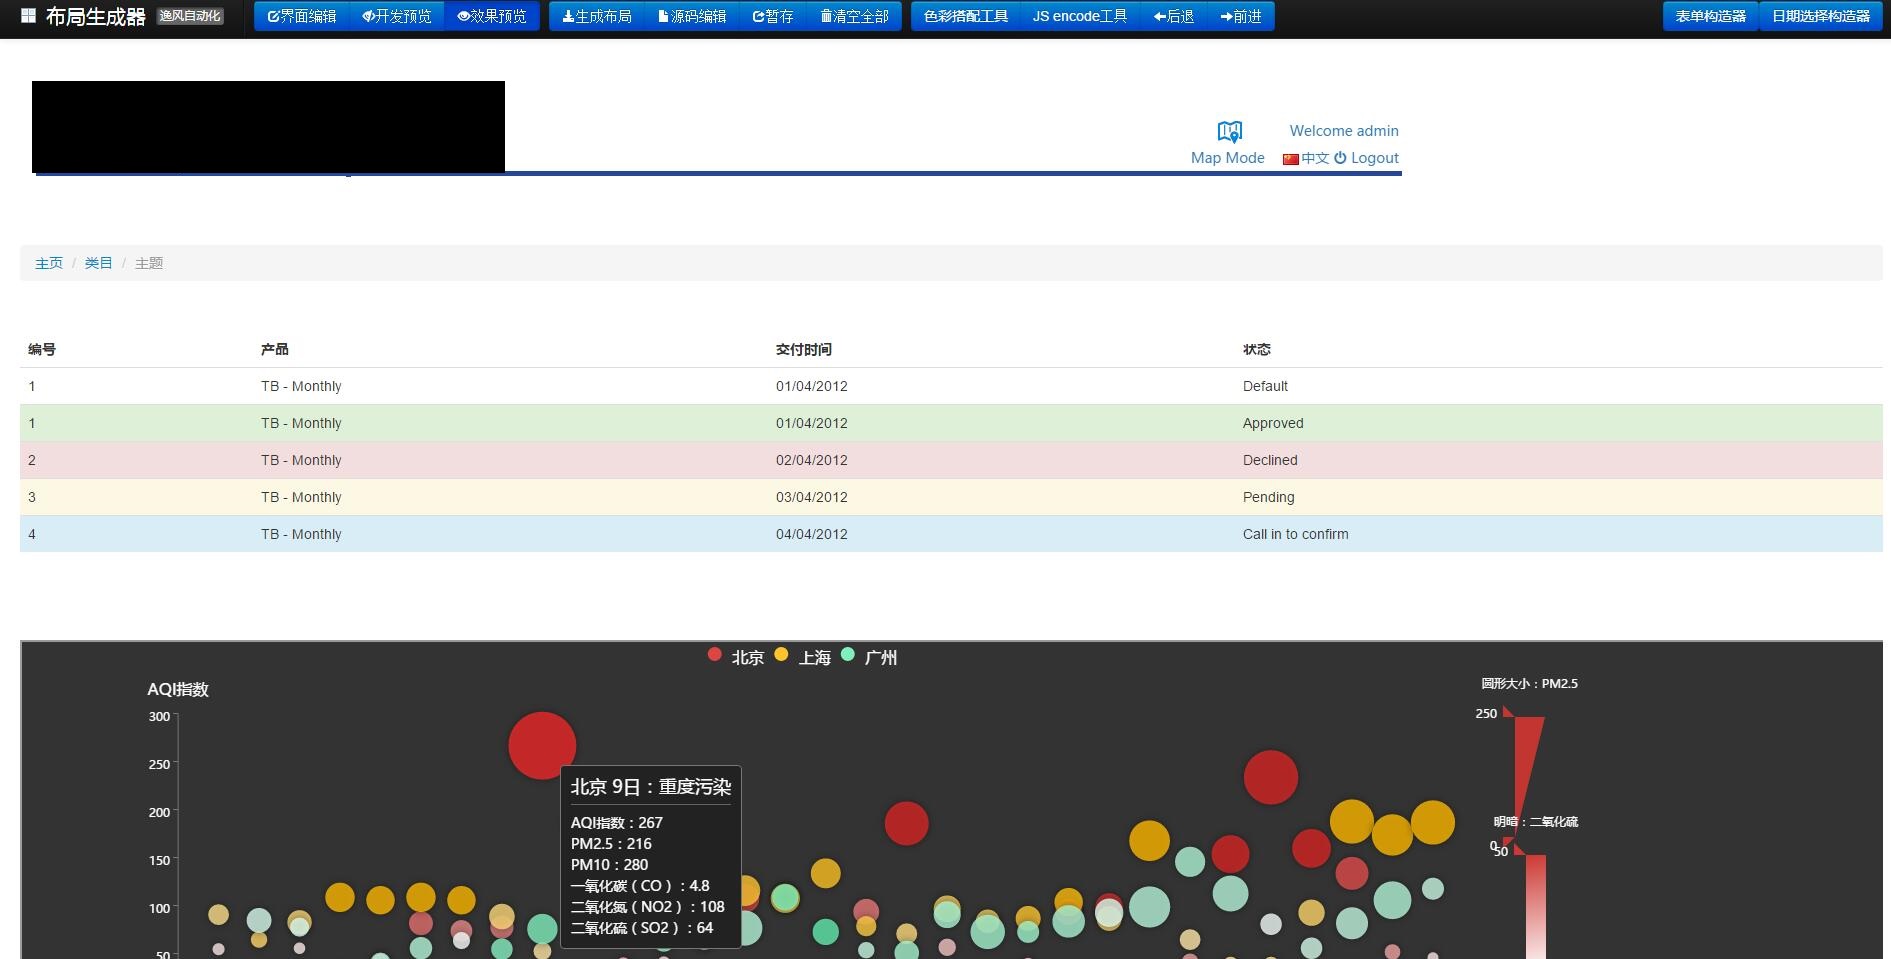 布局生成器 逸风自动化 界面编辑 开发预览 效果预览 生成布局 源码编辑 暂存 清空全部 色彩搭配工具 JS encode工具 后退 前进 表单构造器 日期选择构造器
Welcome admin
Map Mode 中文 Logout
主页 / 类目 / 主题
编号 产品 交付时间 状态
1 TB - Monthly 01/04/2012 Default
1 TB - Monthly 01/04/2012 Approved
2 TB - Monthly 02/04/2012 Declined
3 TB - Monthly 03/04/2012 Pending
4 TB - Monthly 04/04/2012 Call in to confirm
北京 上海 广州
AQI指数
圆形大小：PM2.5
300
250
250
200
150
100
50
北京 9日：重度污染
AQI指数：267
PM2.5：216
PM10：280
一氧化碳（CO）：4.8
二氧化氮（NO2）：108
二氧化硫（SO2）：64
明暗：二氧化硫
0
50